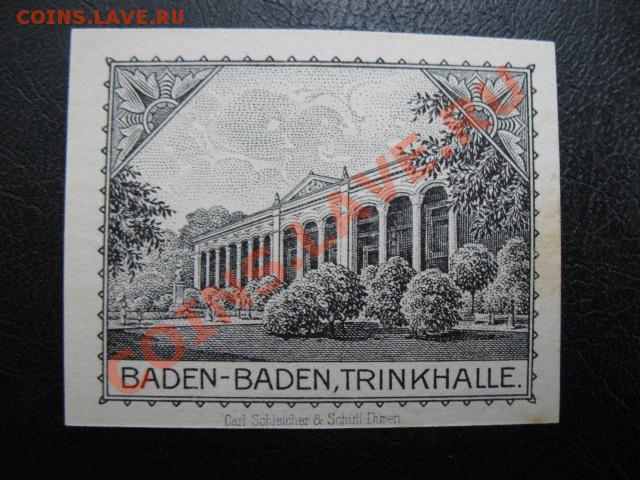 COINS.LAVE.RU
COINS.LAVE.RU
BADEN-BADEN, TRINKHALLE.
Carl Schleicher & Schüll Düren